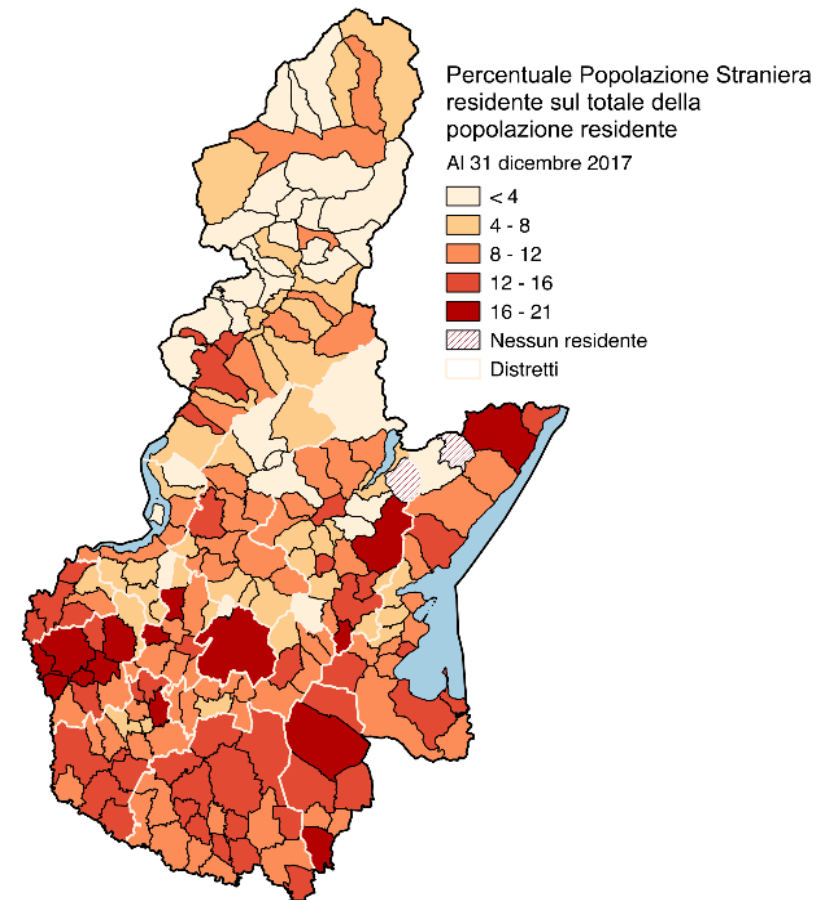 Percentuale Popolazione Straniera
residente sul totale della
popolazione residente
Al 31 dicembre 2017
< 4
4 - 8
8 - 12
12 - 16
16 - 21
Nessun residente
Distretti